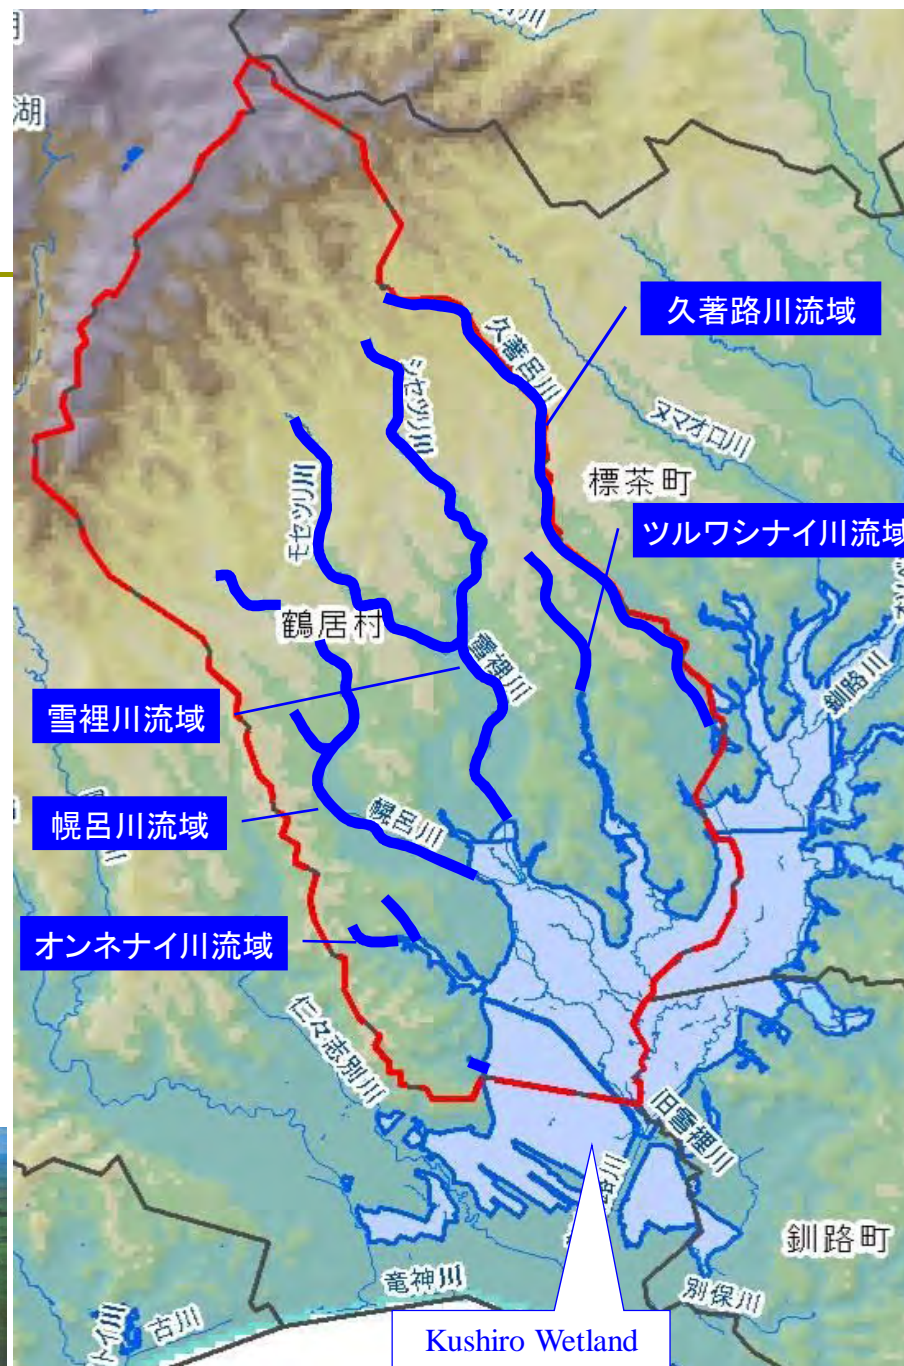 湖
久著路川流域
久著呂川
シセツリ川
ヌマオロ川
標茶町
モセツリ川
ツルワシナイ川流域
鶴居村
雪裡川
釧路川
雪裡川流域
幌呂川流域
幌呂川
オンネナイ川流域
仁々志別川
旧雪裡川
釧路町
竜神川
別保川
古川
Kushiro Wetland